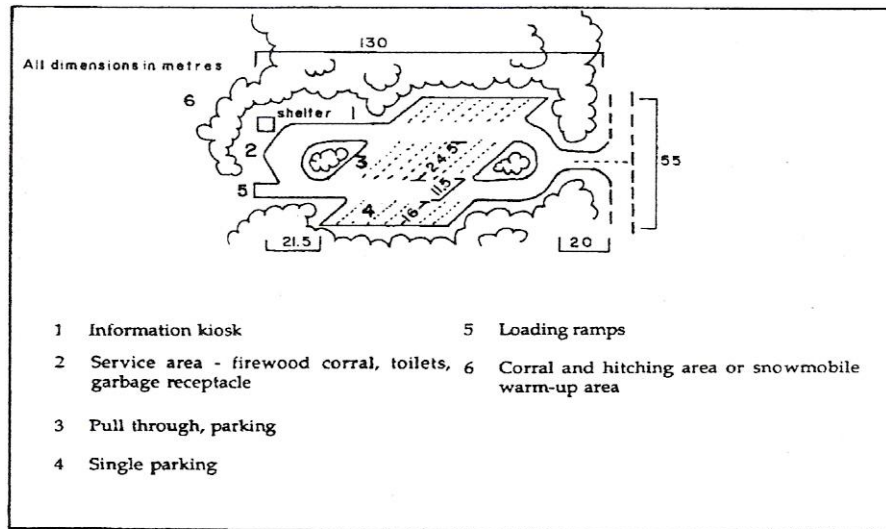 130
All dimensions in metres
6
shelter 1
2
3
24.5
55
11.5
5
4
16
21.5
20
1 Information kiosk
2 Service area - firewood corral, toilets, garbage receptacle
3 Pull through, parking
4 Single parking
5 Loading ramps
6 Corral and hitching area or snowmobile warm-up area